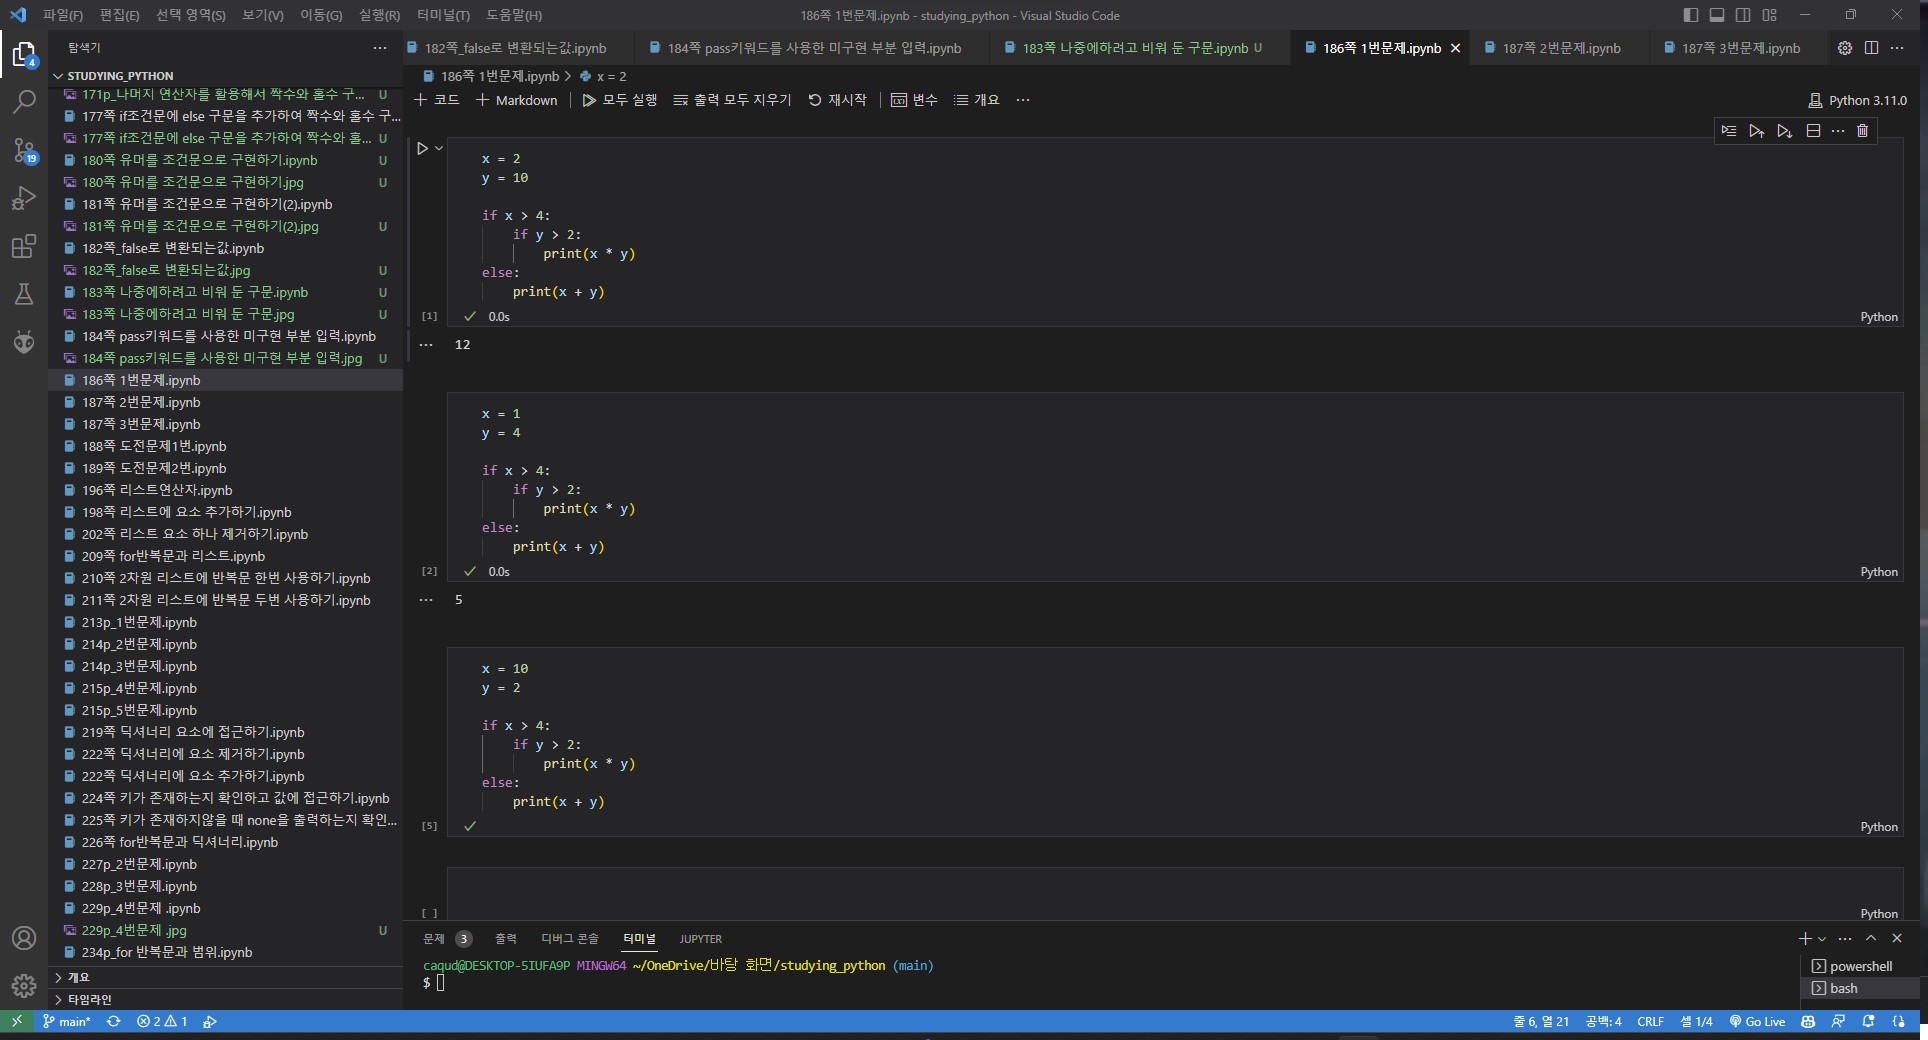 파일(F) 편집(E) 선택 영역(S) 보기(V) 이동(G) 실행(R) 터미널(T) 도움말(H)
186쪽 1번문제.ipynb - studying_python - Visual Studio Code
탐색기
182쪽_false로 변환되는값.ipynb
184쪽 pass키워드를 사용한 미구현 부분 입력.ipynb
183쪽 나중에하려고 비워 둔 구문.ipynb U
186쪽 1번문제.ipynb
187쪽 2번문제.ipynb
187쪽 3번문제.ipynb
186쪽 1번문제.ipynb > x = 2
코드 Markdown 모두 실행 출력 모두 지우기 재시작 변수 개요
Python 3.11.0
4
19
STUDYING_PYTHON
171p_나머지 연산자를 활용해서 짝수와 홀수 구... U
177쪽 if조건문에 else 구문을 추가하여 짝수와 홀수 구...
177쪽 if조건문에 else 구문을 추가하여 짝수와 홀... U
180쪽 유머를 조건문으로 구현하기.ipynb U
180쪽 유머를 조건문으로 구현하기.jpg U
181쪽 유머를 조건문으로 구현하기(2).ipynb
181쪽 유머를 조건문으로 구현하기(2).jpg U
182쪽_false로 변환되는값.ipynb
182쪽_false로 변환되는값.jpg U
183쪽 나중에하려고 비워 둔 구문.ipynb U
183쪽 나중에하려고 비워 둔 구문.jpg U
184쪽 pass키워드를 사용한 미구현 부분 입력.ipynb
184쪽 pass키워드를 사용한 미구현 부분 입력.jpg U
186쪽 1번문제.ipynb
187쪽 2번문제.ipynb
187쪽 3번문제.ipynb
188쪽 도전문제1번.ipynb
189쪽 도전문제2번.ipynb
196쪽 리스트연산자.ipynb
198쪽 리스트에 요소 추가하기.ipynb
202쪽 리스트 요소 하나 제거하기.ipynb
209쪽 for반복문과 리스트.ipynb
210쪽 2차원 리스트에 반복문 한번 사용하기.ipynb
211쪽 2차원 리스트에 반복문 두번 사용하기.ipynb
213p_1번문제.ipynb
214p_2번문제.ipynb
214p_3번문제.ipynb
215p_4번문제.ipynb
215p_5번문제.ipynb
219쪽 딕셔너리 요소에 접근하기.ipynb
222쪽 딕셔너리에 요소 제거하기.ipynb
222쪽 딕셔너리에 요소 추가하기.ipynb
224쪽 키가 존재하는지 확인하고 값에 접근하기.ipynb
225쪽 키가 존재하지않을 때 none을 출력하는지 확인...
226쪽 for반복문과 딕셔너리.ipynb
227p_2번문제.ipynb
228p_3번문제.ipynb
229p_4번문제 .ipynb
229p_4번문제 .jpg U
234p_for 반복문과 범위.ipynb
개요
타임라인
x = 2
y = 10
if x > 4:
if y > 2:
print(x * y)
else:
print(x + y)
[1] 0.0s Python
12
x = 1
y = 4
if x > 4:
if y > 2:
print(x * y)
else:
print(x + y)
[2] 0.0s Python
5
x = 10
y = 2
if x > 4:
if y > 2:
print(x * y)
else:
print(x + y)
[5] Python
[ ] Python
문제 3 출력 디버그 콘솔 터미널 JUPYTER
caqud@DESKTOP-5IUFA9P MINGW64 ~/OneDrive/바탕 화면/studying_python (main)
$
powershell
bash
main* 2 1
줄 6, 열 21 공백: 4 CRLF 셀 1/4 Go Live